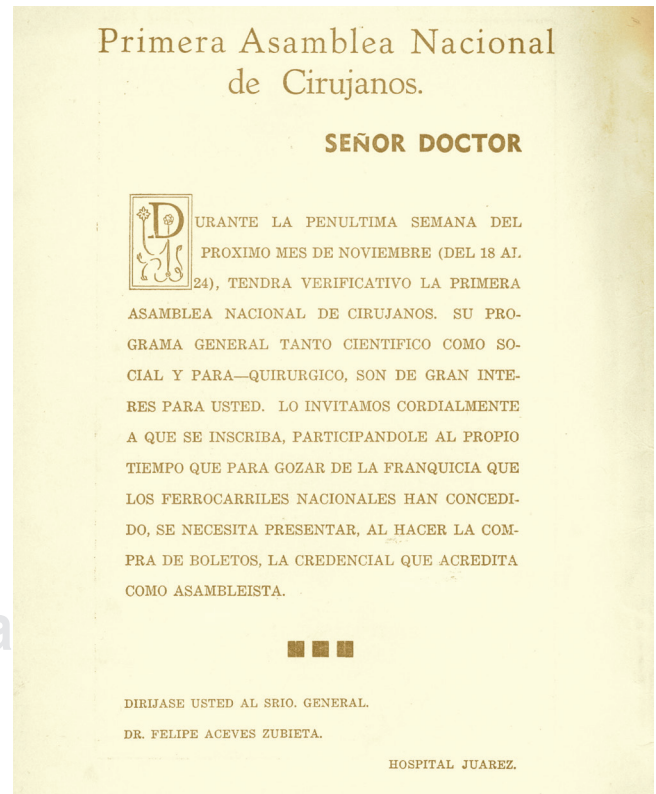 Primera Asamblea Nacional
de Cirujanos.
SEÑOR DOCTOR
DURANTE LA PENULTIMA SEMANA DEL
PROXIMO MES DE NOVIEMBRE (DEL 18 AL
24), TENDRA VERIFICATIVO LA PRIMERA
ASAMBLEA NACIONAL DE CIRUJANOS. SU PRO-
GRAMA GENERAL TANTO CIENTIFICO COMO SO-
CIAL Y PARA—QUIRURGICO, SON DE GRAN INTE-
RES PARA USTED. LO INVITAMOS CORDIALMENTE
A QUE SE INSCRIBA, PARTICIPANDOLE AL PROPIO
TIEMPO QUE PARA GOZAR DE LA FRANQUICIA QUE
LOS FERROCARRILES NACIONALES HAN CONCEDI-
DO, SE NECESITA PRESENTAR, AL HACER LA COM-
PRA DE BOLETOS, LA CREDENCIAL QUE ACREDITA
COMO ASAMBLEISTA.
DIRIJASE USTED AL SRIO. GENERAL.
DR. FELIPE ACEVES ZUBIETA.
HOSPITAL JUAREZ.